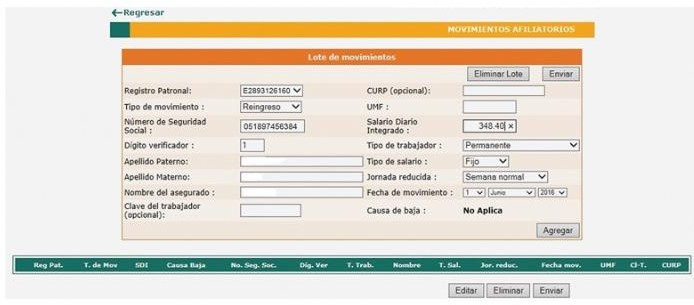 Regresar
MOVIMIENTOS AFILIATORIOS
Lote de movimientos
Eliminar Lote Enviar
Registro Patronal: E2893126160 CURP (opcional):
Tipo de movimiento : Reingreso UMF :
Número de Seguridad Social : 051897456384 Salario Diario Integrado : 348.40 ×
Dígito verificador : 1 Tipo de trabajador : Permanente
Apellido Paterno: Tipo de salario : Fijo
Apellido Materno: Jornada reducida : Semana normal
Nombre del asegurado : Fecha de movimiento : 1 Junio 2016
Clave del trabajador (opcional): Causa de baja : No Aplica
Agregar
Reg Pat. T. de Mov SDI Causa Baja No. Seg. Soc. Dig. Ver T. Trab. Nombre T. Sal. Jor. reduc. Fecha mov. UMF Cl-T. CURP
Editar Eliminar Enviar